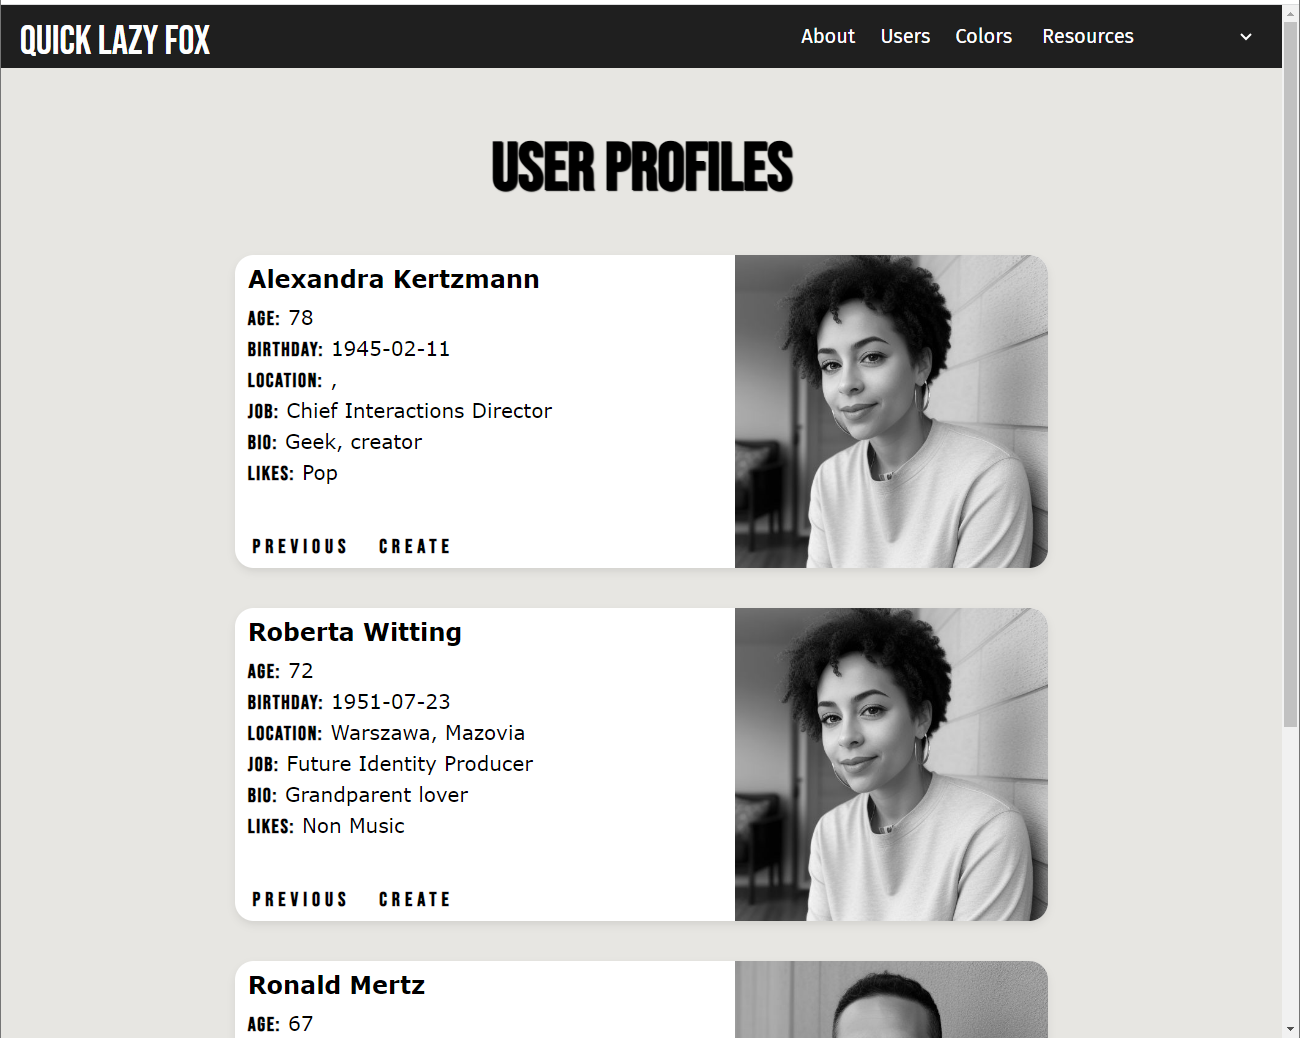 QUICK LAZY FOX
About Users Colors Resources
USER PROFILES
Alexandra Kertzmann
AGE: 78
BIRTHDAY: 1945-02-11
LOCATION: ,
JOB: Chief Interactions Director
BIO: Geek, creator
LIKES: Pop
PREVIOUS CREATE
Roberta Witting
AGE: 72
BIRTHDAY: 1951-07-23
LOCATION: Warszawa, Mazovia
JOB: Future Identity Producer
BIO: Grandparent lover
LIKES: Non Music
PREVIOUS CREATE
Ronald Mertz
AGE: 67